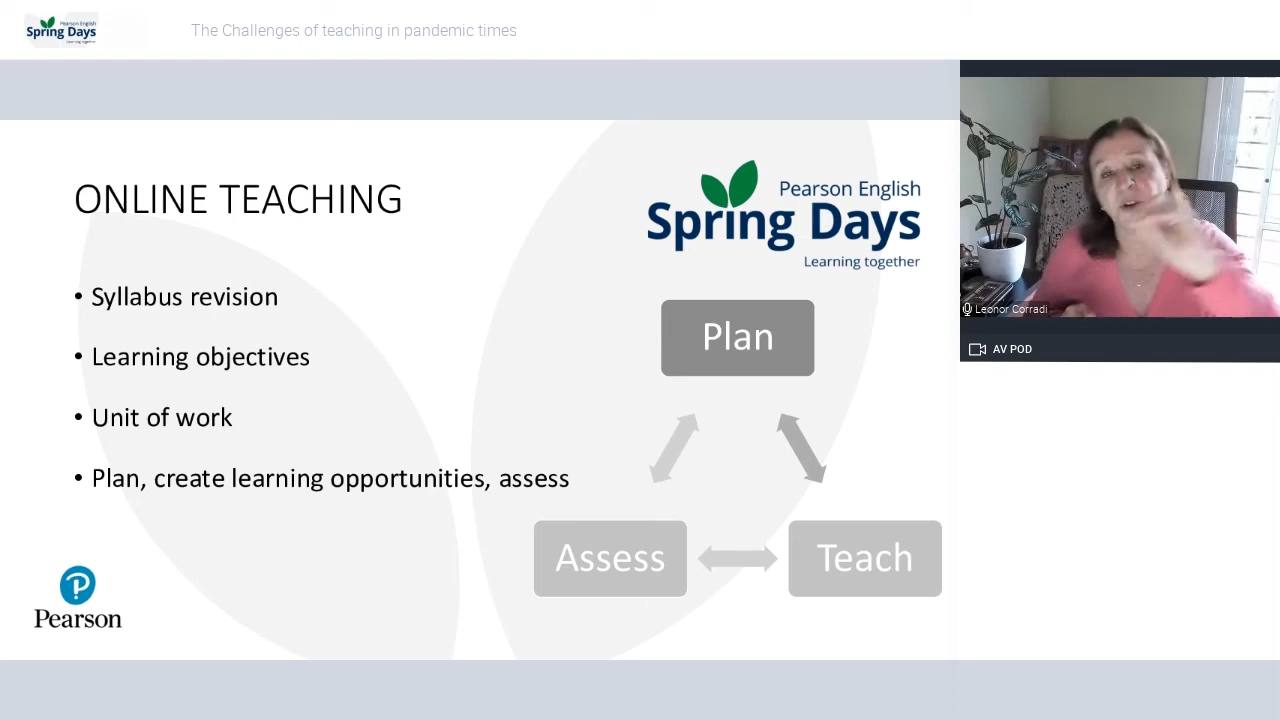 Pearson English
Spring Days
Learning together
The Challenges of teaching in pandemic times
ONLINE TEACHING
• Syllabus revision
• Learning objectives
• Unit of work
• Plan, create learning opportunities, assess
Pearson English
Spring Days
Learning together
Plan
Assess
Teach
Pearson
Leonor Corradi
AV POD